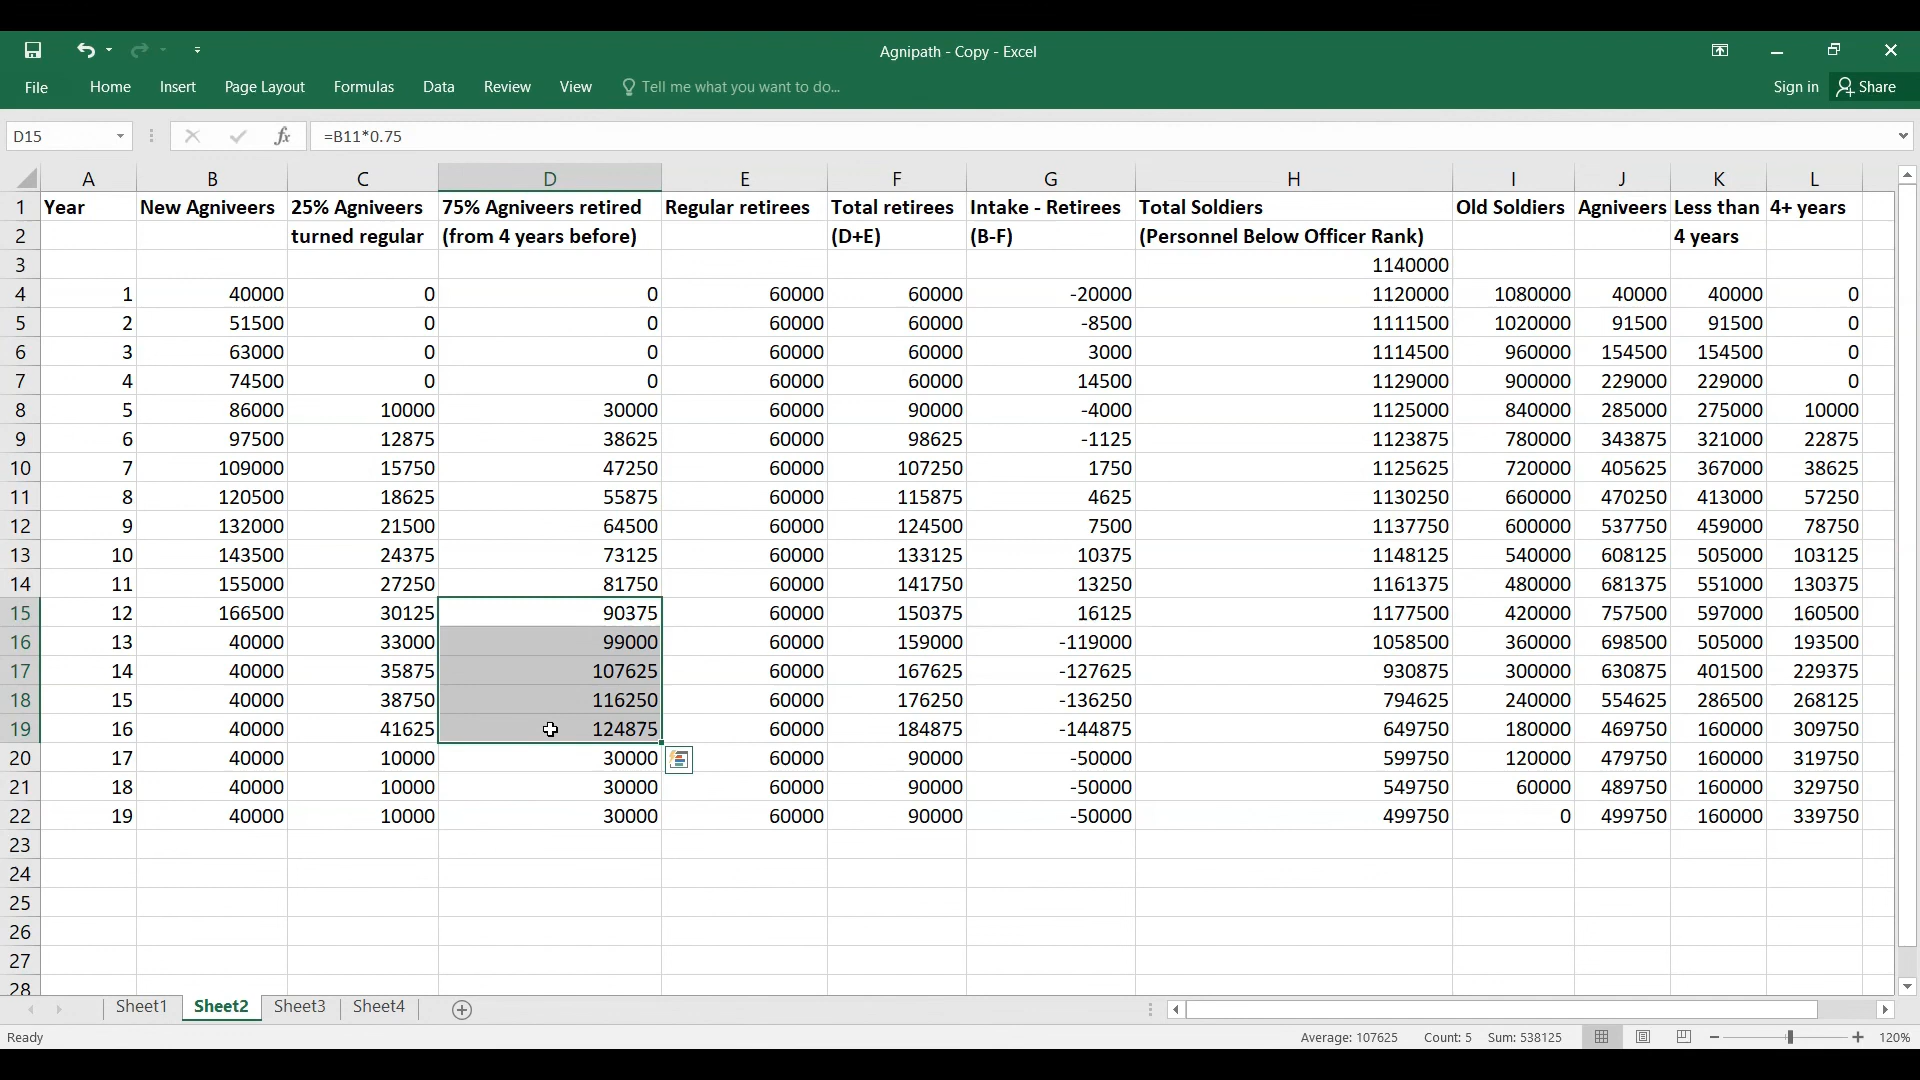 Agnipath - Copy - Excel
File Home Insert Page Layout Formulas Data Review View Tell me what you want to do... Sign in Share
D15 fx =B11*0.75
A B C D E F G H I J K L
1 Year New Agniveers 25% Agniveers 75% Agniveers retired Regular retirees Total retirees Intake - Retirees Total Soldiers Old Soldiers Agniveers Less than 4+ years
2 turned regular (from 4 years before) (D+E) (B-F) (Personnel Below Officer Rank) 4 years
3 1140000
4 1 40000 0 0 60000 60000 -20000 1120000 1080000 40000 40000 0
5 2 51500 0 0 60000 60000 -8500 1111500 1020000 91500 91500 0
6 3 63000 0 0 60000 60000 3000 1114500 960000 154500 154500 0
7 4 74500 0 0 60000 60000 14500 1129000 900000 229000 229000 0
8 5 86000 10000 30000 60000 90000 -4000 1125000 840000 285000 275000 10000
9 6 97500 12875 38625 60000 98625 -1125 1123875 780000 343875 321000 22875
10 7 109000 15750 47250 60000 107250 1750 1125625 720000 405625 367000 38625
11 8 120500 18625 55875 60000 115875 4625 1130250 660000 470250 413000 57250
12 9 132000 21500 64500 60000 124500 7500 1137750 600000 537750 459000 78750
13 10 143500 24375 73125 60000 133125 10375 1148125 540000 608125 505000 103125
14 11 155000 27250 81750 60000 141750 13250 1161375 480000 681375 551000 130375
15 12 166500 30125 90375 60000 150375 16125 1177500 420000 757500 597000 160500
16 13 40000 33000 99000 60000 159000 -119000 1058500 360000 698500 505000 193500
17 14 40000 35875 107625 60000 167625 -127625 930875 300000 630875 401500 229375
18 15 40000 38750 116250 60000 176250 -136250 794625 240000 554625 286500 268125
19 16 40000 41625 124875 60000 184875 -144875 649750 180000 469750 160000 309750
20 17 40000 10000 30000 60000 90000 -50000 599750 120000 479750 160000 319750
21 18 40000 10000 30000 60000 90000 -50000 549750 60000 489750 160000 329750
22 19 40000 10000 30000 60000 90000 -50000 499750 0 499750 160000 339750
23
24
25
26
27
28
Sheet1 Sheet2 Sheet3 Sheet4
Ready Average: 107625 Count: 5 Sum: 538125 120%